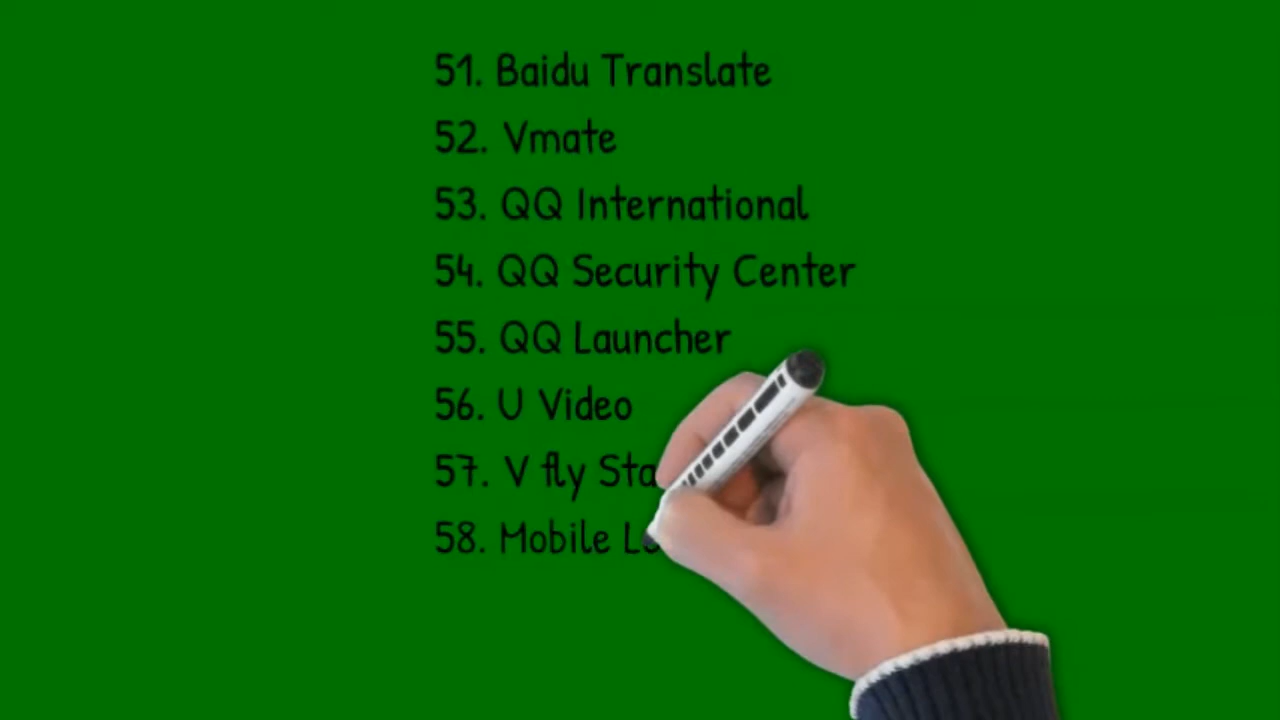 51. Baidu Translate
52. Vmate
53. QQ International
54. QQ Security Center
55. QQ Launcher
56. U Video
57. V fly
58. Mobile